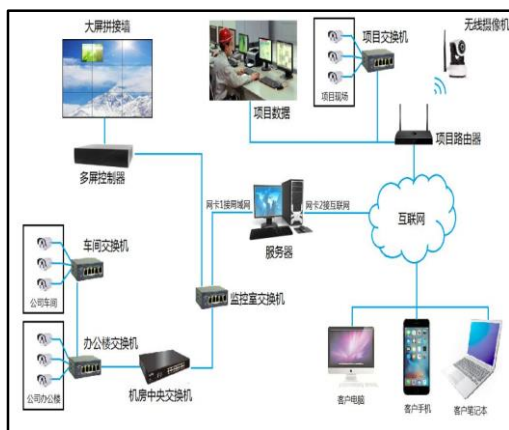 大屏拼接墙
项目交换机
无线摄像机
项目现场
项目数据
项目路由器
多屏控制器
网卡1接局域网
网卡2接互联网
互联网
服务器
车间交换机
公司车间
监控室交换机
办公楼交换机
公司办公楼
机房中央交换机
客户电脑
客户手机
客户笔记本